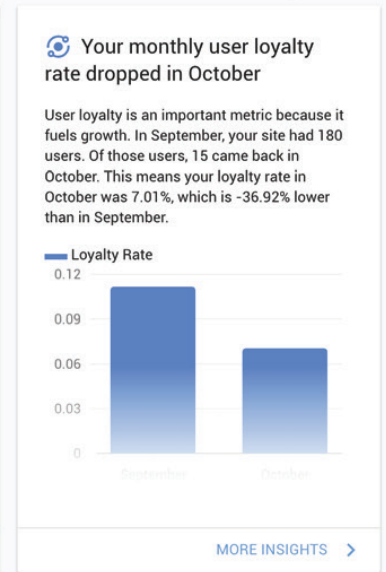 Your monthly user loyalty
rate dropped in October
User loyalty is an important metric because it
fuels growth. In September, your site had 180
users. Of those users, 15 came back in
October. This means your loyalty rate in
October was 7.01%, which is -36.92% lower
than in September.
Loyalty Rate
0.12
0.09
0.06
0.03
0
September October
MORE INSIGHTS